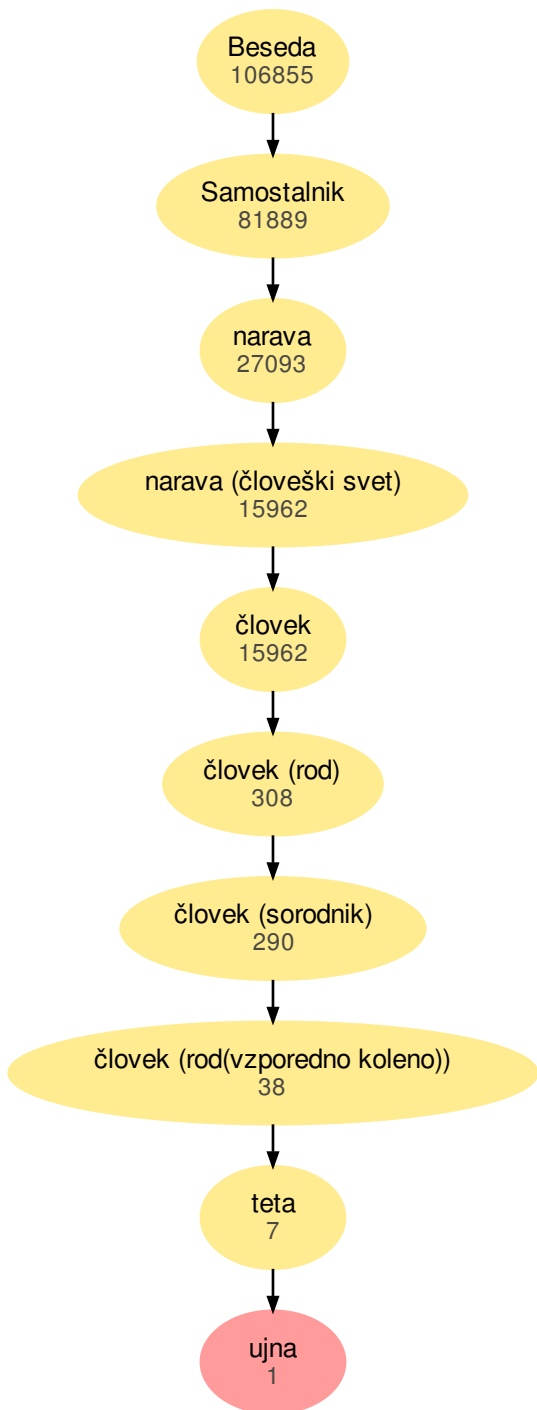 Beseda
106855
Samostalnik
81889
narava
27093
narava (človeški svet)
15962
človek
15962
človek (rod)
308
človek (sorodnik)
290
človek (rod(vzporedno koleno))
38
teta
7
ujna
1